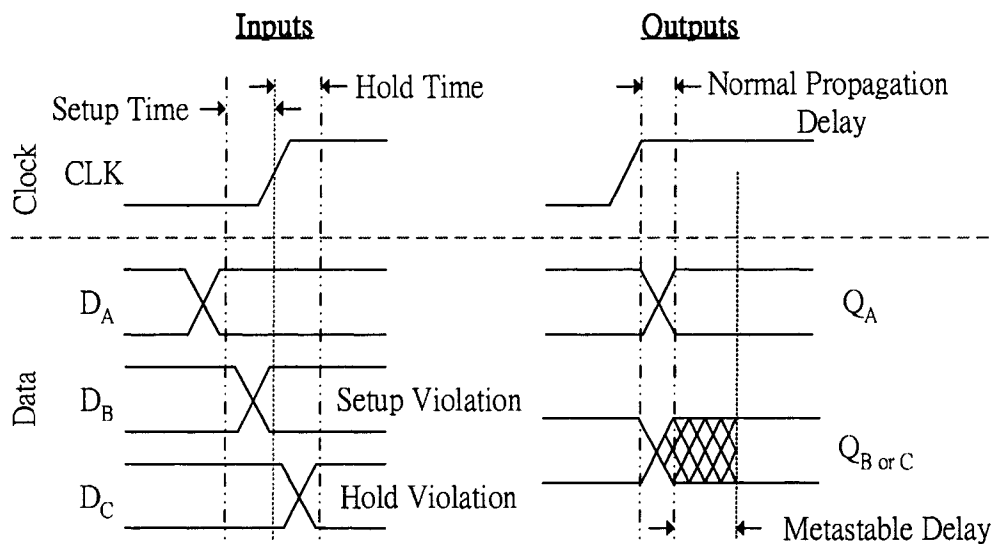 Inputs
Outputs
Hold Time
Setup Time
Normal Propagation
Delay
Clock
CLK
Data
D_A
Q_A
D_B
Setup Violation
Q_B or C
D_C
Hold Violation
Metastable Delay